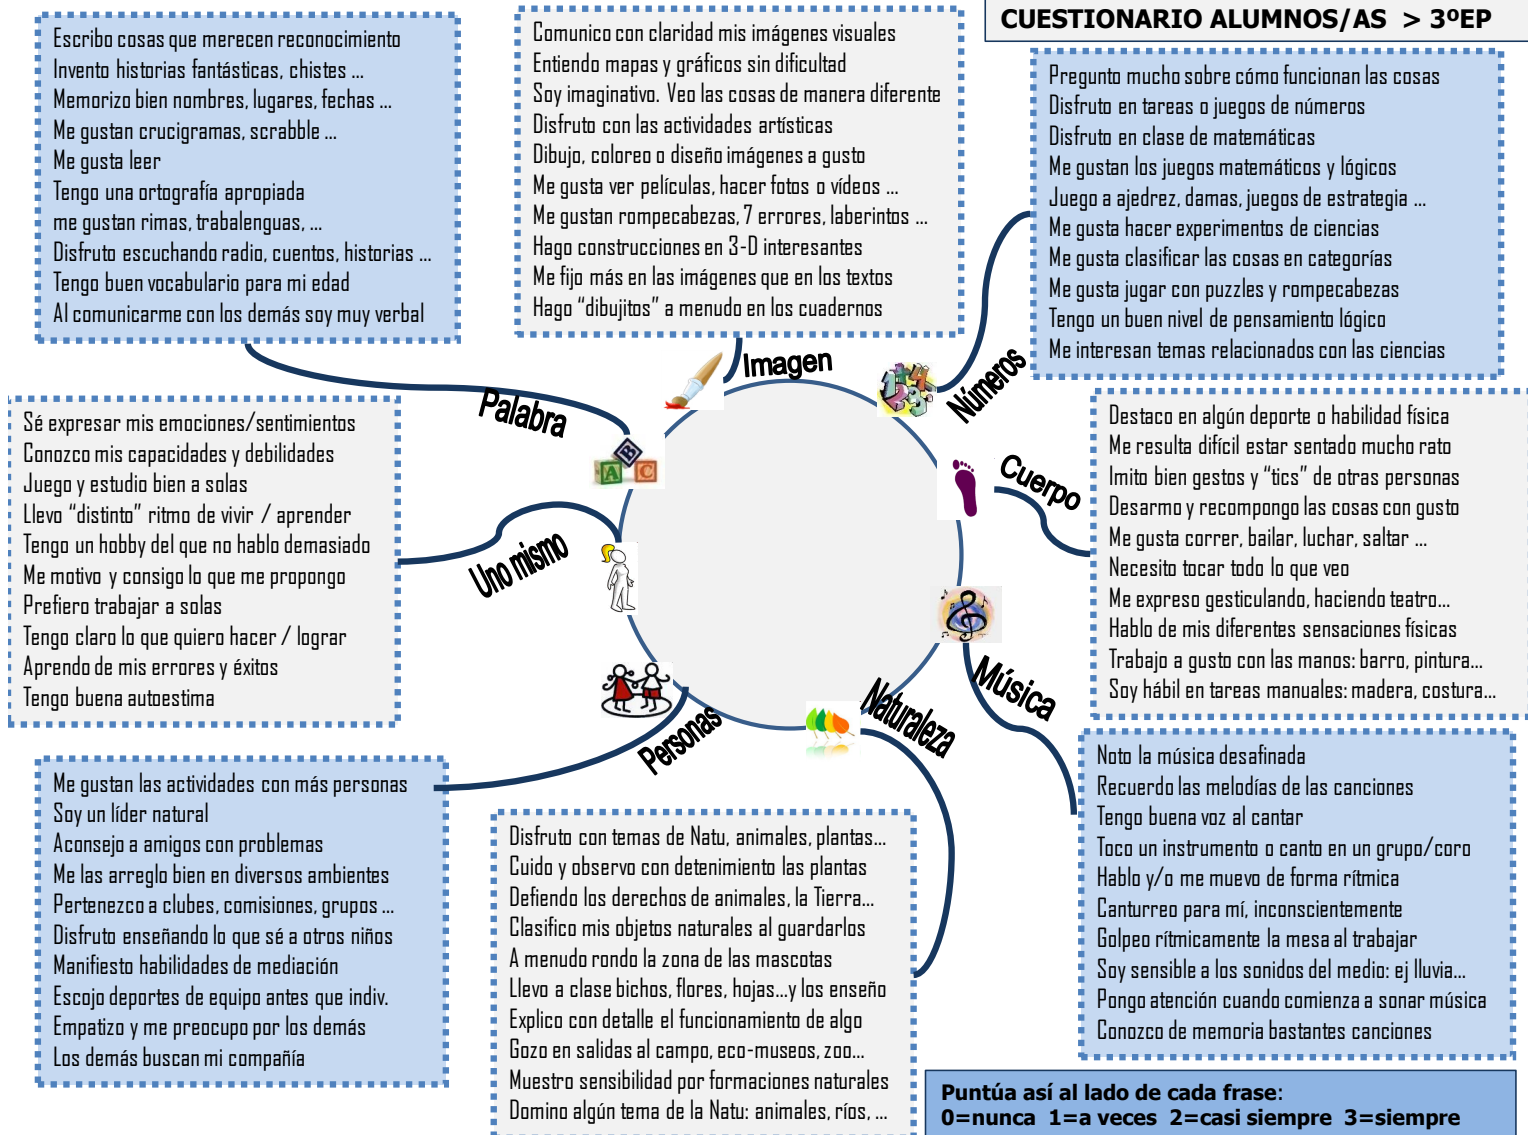 CUESTIONARIO ALUMNOS/AS > 3ºEP
Escribo cosas que merecen reconocimiento
Invento historias fantásticas, chistes ...
Memorizo bien nombres, lugares, fechas ...
Me gustan crucigramas, scrabble ...
Me gusta leer
Tengo una ortografía apropiada
me gustan rimas, trabalenguas, ...
Disfruto escuchando radio, cuentos, historias ...
Tengo buen vocabulario para mi edad
Al comunicarme con los demás soy muy verbal
Comunico con claridad mis imágenes visuales
Entiendo mapas y gráficos sin dificultad
Soy imaginativo. Veo las cosas de manera diferente
Disfruto con las actividades artísticas
Dibujo, coloreo o diseño imágenes a gusto
Me gusta ver películas, hacer fotos o vídeos ...
Me gustan rompecabezas, 7 errores, laberintos ...
Hago construcciones en 3-D interesantes
Me fijo más en las imágenes que en los textos
Hago "dibujitos" a menudo en los cuadernos
Pregunto mucho sobre cómo funcionan las cosas
Disfruto en tareas o juegos de números
Disfruto en clase de matemáticas
Me gustan los juegos matemáticos y lógicos
Juego a ajedrez, damas, juegos de estrategia ...
Me gusta hacer experimentos de ciencias
Me gusta clasificar las cosas en categorías
Me gusta jugar con puzzles y rompecabezas
Tengo un buen nivel de pensamiento lógico
Me interesan temas relacionados con las ciencias
Palabra
Imagen
Números
A B C
1 2 3 4
Sé expresar mis emociones/sentimientos
Conozco mis capacidades y debilidades
Juego y estudio bien a solas
Llevo "distinto" ritmo de vivir / aprender
Tengo un hobby del que no hablo demasiado
Me motivo y consigo lo que me propongo
Prefiero trabajar a solas
Tengo claro lo que quiero hacer / lograr
Aprendo de mis errores y éxitos
Tengo buena autoestima
Uno mismo
Cuerpo
Destaco en algún deporte o habilidad física
Me resulta difícil estar sentado mucho rato
Imito bien gestos y "tics" de otras personas
Desarmo y recompongo las cosas con gusto
Me gusta correr, bailar, luchar, saltar ...
Necesito tocar todo lo que veo
Me expreso gesticulando, haciendo teatro...
Hablo de mis diferentes sensaciones físicas
Trabajo a gusto con las manos: barro, pintura...
Soy hábil en tareas manuales: madera, costura...
Personas
Naturaleza
Música
Me gustan las actividades con más personas
Soy un líder natural
Aconsejo a amigos con problemas
Me las arreglo bien en diversos ambientes
Pertenezco a clubes, comisiones, grupos ...
Disfruto enseñando lo que sé a otros niños
Manifiesto habilidades de mediación
Escojo deportes de equipo antes que indiv.
Empatizo y me preocupo por los demás
Los demás buscan mi compañía
Disfruto con temas de Natu, animales, plantas...
Cuido y observo con detenimiento las plantas
Defiendo los derechos de animales, la Tierra...
Clasifico mis objetos naturales al guardarlos
A menudo rondo la zona de las mascotas
Llevo a clase bichos, flores, hojas...y los enseño
Explico con detalle el funcionamiento de algo
Gozo en salidas al campo, eco-museos, zoo...
Muestro sensibilidad por formaciones naturales
Domino algún tema de la Natu: animales, ríos, ...
Noto la música desafinada
Recuerdo las melodías de las canciones
Tengo buena voz al cantar
Toco un instrumento o canto en un grupo/coro
Hablo y/o me muevo de forma rítmica
Canturreo para mí, inconscientemente
Golpeo rítmicamente la mesa al trabajar
Soy sensible a los sonidos del medio: ej lluvia...
Pongo atención cuando comienza a sonar música
Conozco de memoria bastantes canciones
Puntúa así al lado de cada frase:
0=nunca 1=a veces 2=casi siempre 3=siempre